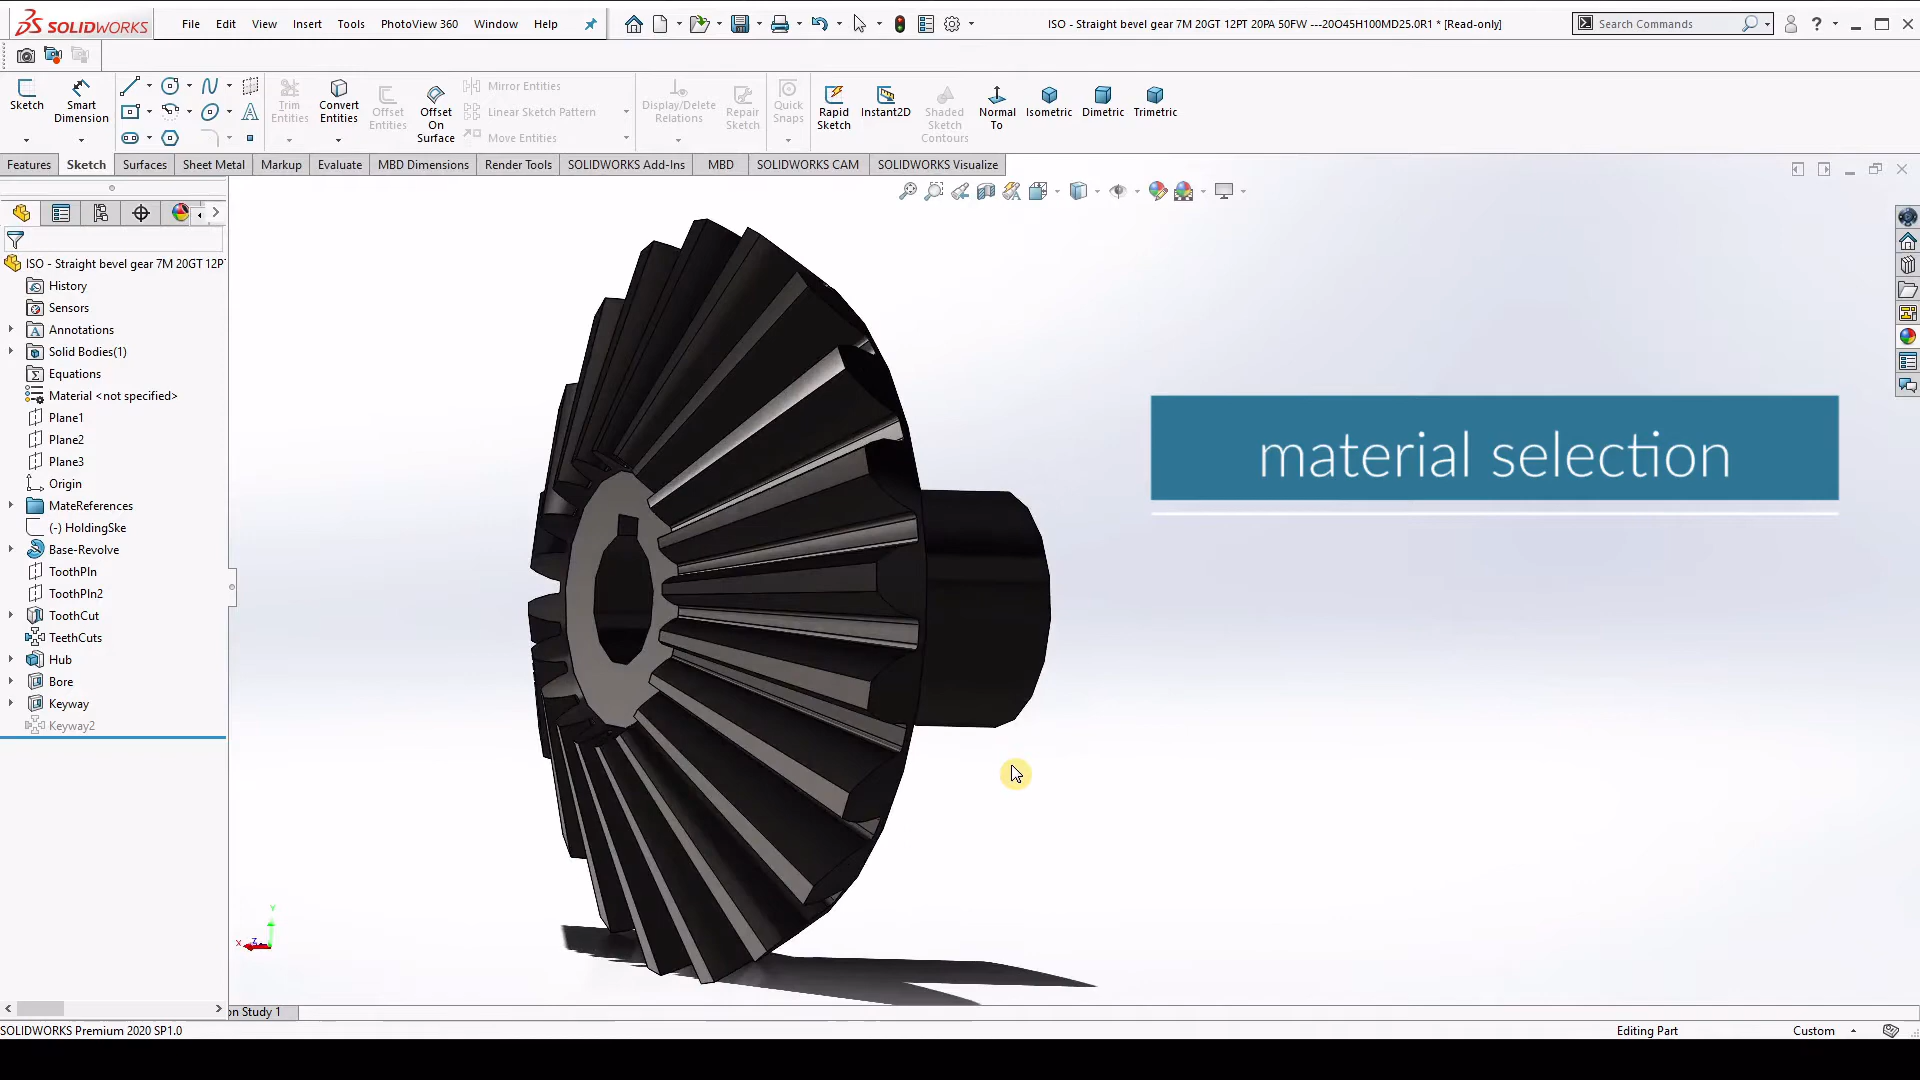 SOLIDWORKS File Edit View Insert Tools PhotoView 360 Window Help ISO - Straight bevel gear 7M 20GT 12PT 20PA 50FW ---20O45H100MD25.0R1 * [Read-only] Search Commands ?
Sketch Smart Dimension Trim Entities Convert Entities Offset Entities Offset On Surface Mirror Entities Linear Sketch Pattern Move Entities Display/Delete Relations Repair Sketch Quick Snaps Rapid Sketch Instant2D Shaded Sketch Contours Normal To Isometric Dimetric Trimetric
Features Sketch Surfaces Sheet Metal Markup Evaluate MBD Dimensions Render Tools SOLIDWORKS Add-Ins MBD SOLIDWORKS CAM SOLIDWORKS Visualize
ISO - Straight bevel gear 7M 20GT 12PT
History
Sensors
Annotations
Solid Bodies(1)
Equations
Material <not specified>
Plane1
Plane2
Plane3
Origin
MateReferences
(-) HoldingSke
Base-Revolve
ToothPln
ToothPln2
ToothCut
TeethCuts
Hub
Bore
Keyway
Keyway2
material selection
Y
X Z
on Study 1
SOLIDWORKS Premium 2020 SP1.0 Editing Part Custom